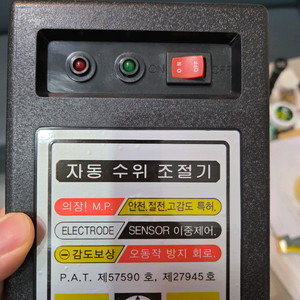 ON OFF
ON OFF
자동 수위 조절기
의장! M.P. 안전,절전,고감도 특허.
ELECTRODE SENSOR 이중제어.
감도보상 오동작 방지 회로.
P.A.T. 제57590 호, 제27945호